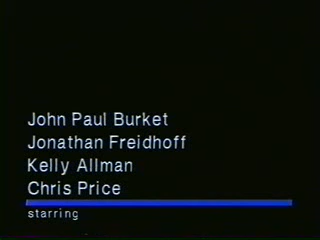 John Paul Burket
Jonathan Freidhoff
Kelly Allman
Chris Price
starring